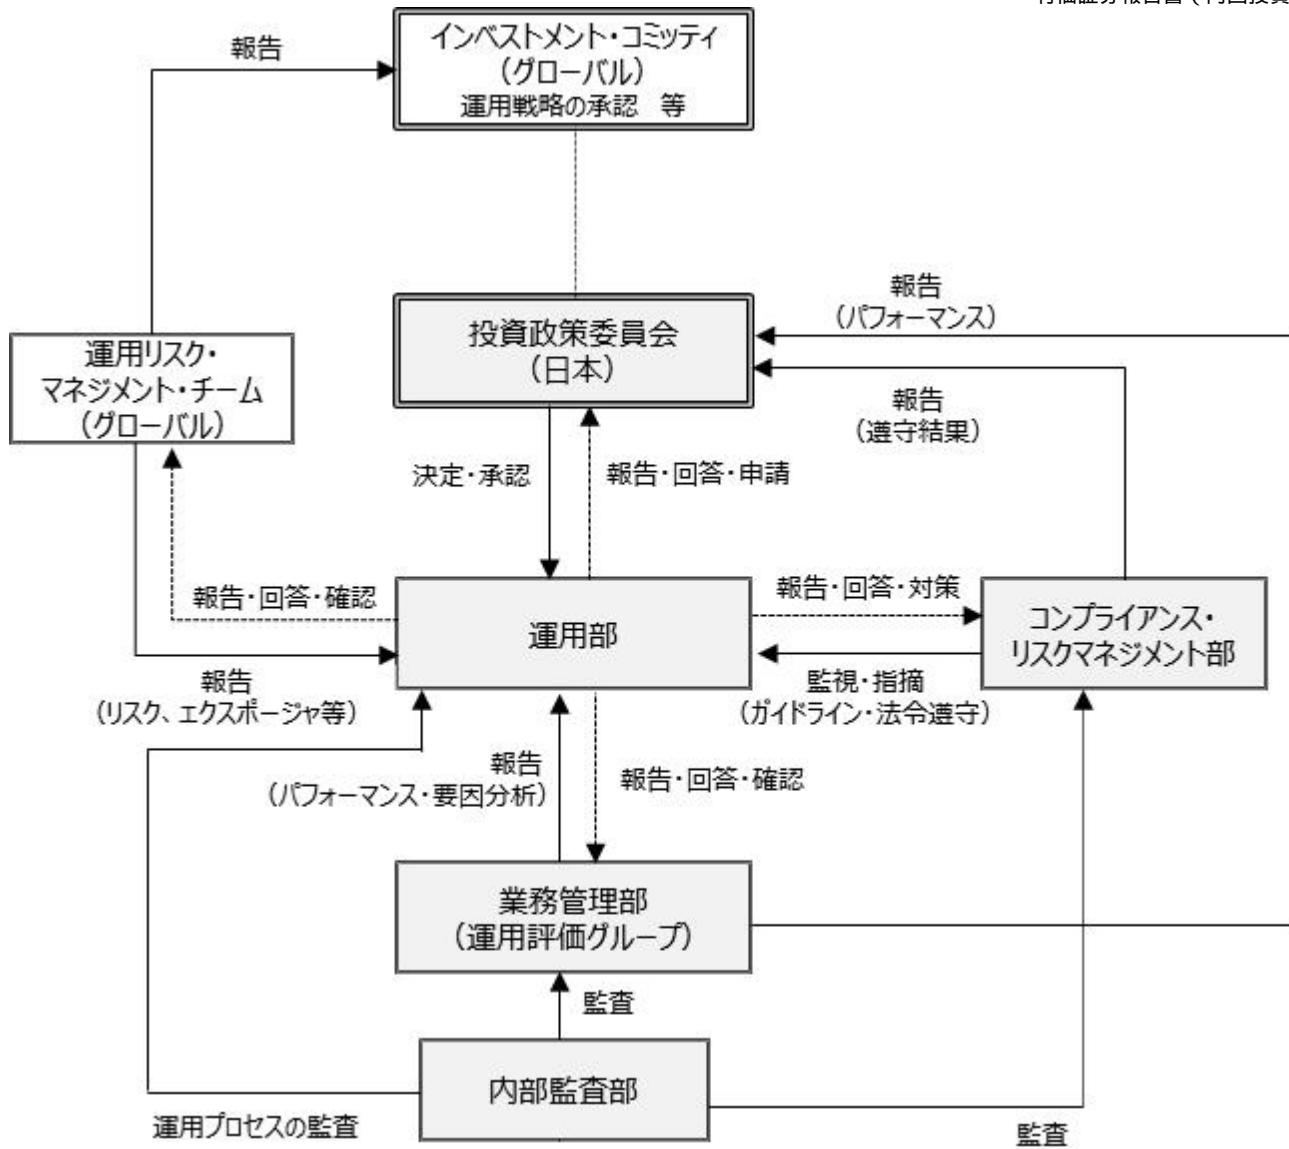 報告
インベストメント・コミッティ
（グローバル）
運用戦略の承認　等
報告
（パフォーマンス）
投資政策委員会
（日本）
運用リスク・
マネジメント・チーム
（グローバル）
報告
（遵守結果）
決定・承認
報告・回答・申請
報告・回答・確認
運用部
報告・回答・対策
コンプライアンス・
リスクマネジメント部
報告
（リスク、エクスポージャ等）
監視・指摘
（ガイドライン・法令遵守）
報告
（パフォーマンス・要因分析）
報告・回答・確認
業務管理部
（運用評価グループ）
監査
内部監査部
運用プロセスの監査
監査